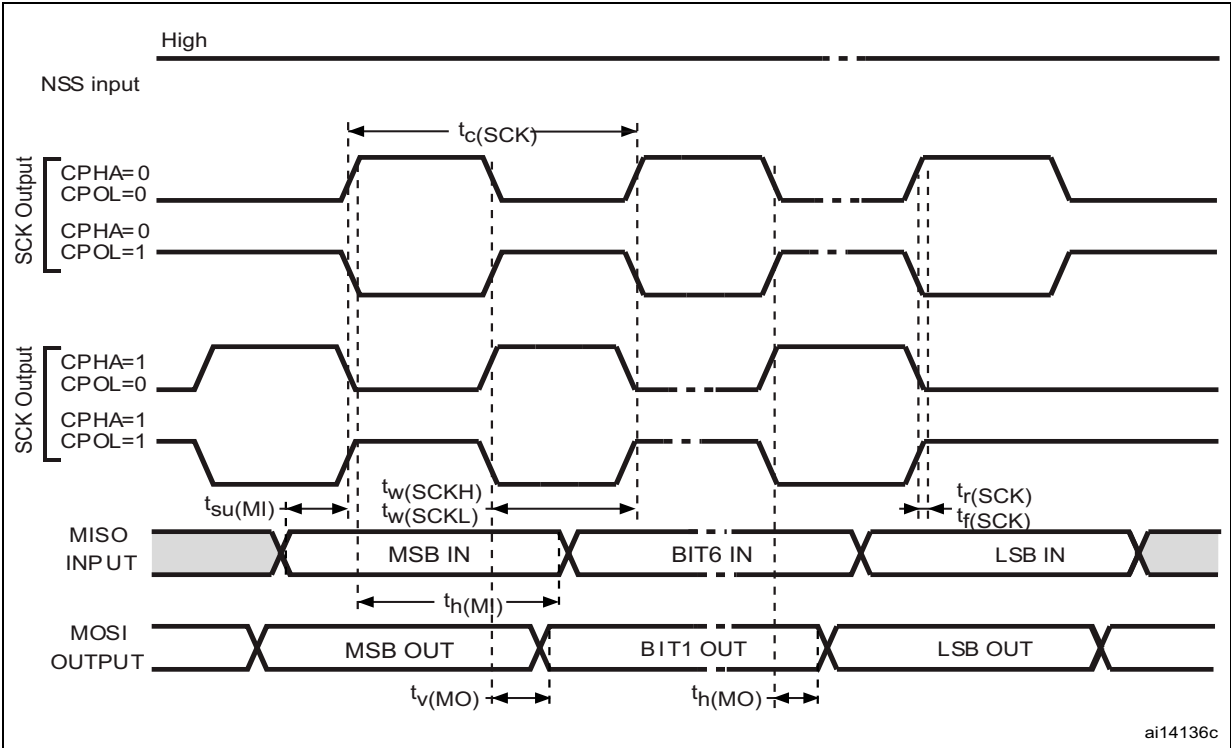 High
NSS input
tc(SCK)
SCK Output
CPHA=0
CPOL=0
CPHA=0
CPOL=1
SCK Output
CPHA=1
CPOL=0
CPHA=1
CPOL=1
tsu(MI)
tw(SCKH)
tw(SCKL)
tr(SCK)
tf(SCK)
MISO
INPUT
MSB IN
BIT6 IN
LSB IN
th(MI)
MOSI
OUTPUT
MSB OUT
BIT1 OUT
LSB OUT
tv(MO)
th(MO)
ai14136c